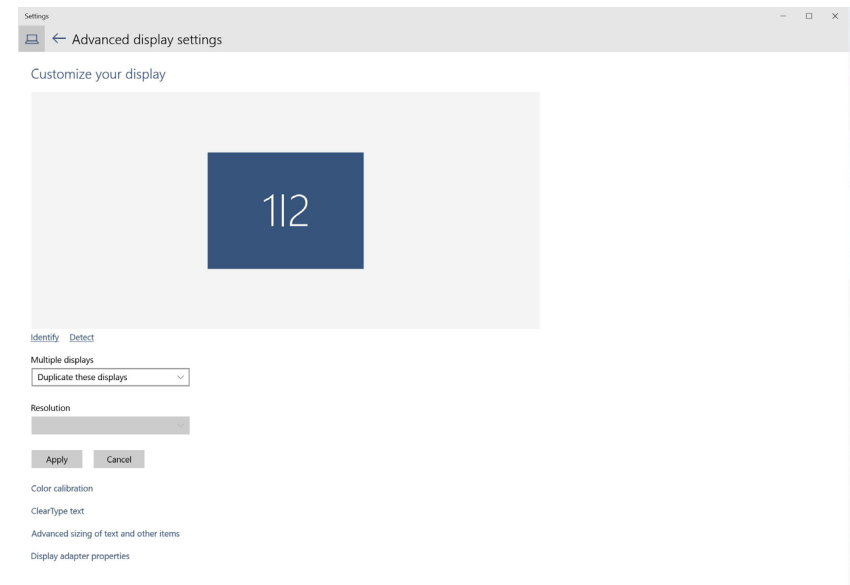 Settings
Advanced display settings
Customize your display
1|2
Identify Detect
Multiple displays
Duplicate these displays
Resolution
Apply Cancel
Color calibration
ClearType text
Advanced sizing of text and other items
Display adapter properties